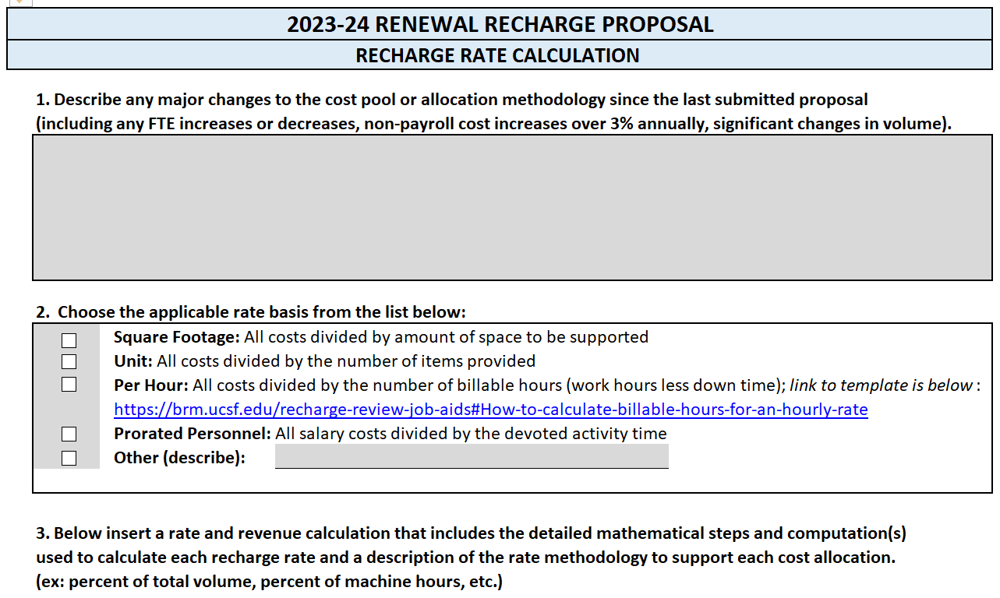 2023-24 RENEWAL RECHARGE PROPOSAL
RECHARGE RATE CALCULATION
1. Describe any major changes to the cost pool or allocation methodology since the last submitted proposal
(including any FTE increases or decreases, non-payroll cost increases over 3% annually, significant changes in volume).
2.  Choose the applicable rate basis from the list below:
Square Footage: All costs divided by amount of space to be supported
Unit: All costs divided by the number of items provided
Per Hour: All costs divided by the number of billable hours (work hours less down time); link to template is below :
https://brm.ucsf.edu/recharge-review-job-aids#How-to-calculate-billable-hours-for-an-hourly-rate
Prorated Personnel: All salary costs divided by the devoted activity time
Other (describe):
3. Below insert a rate and revenue calculation that includes the detailed mathematical steps and computation(s)
used to calculate each recharge rate and a description of the rate methodology to support each cost allocation.
(ex: percent of total volume, percent of machine hours, etc.)